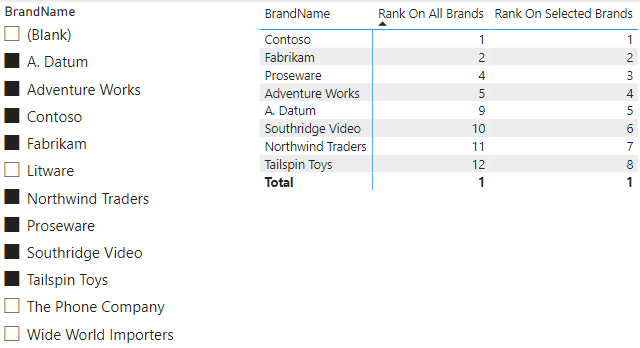 BrandName
(Blank)
A. Datum
Adventure Works
Contoso
Fabrikam
Litware
Northwind Traders
Proseware
Southridge Video
Tailspin Toys
The Phone Company
Wide World Importers
BrandName Rank On All Brands Rank On Selected Brands
Contoso 1 1
Fabrikam 2 2
Proseware 4 3
Adventure Works 5 4
A. Datum 9 5
Southridge Video 10 6
Northwind Traders 11 7
Tailspin Toys 12 8
Total 1 1